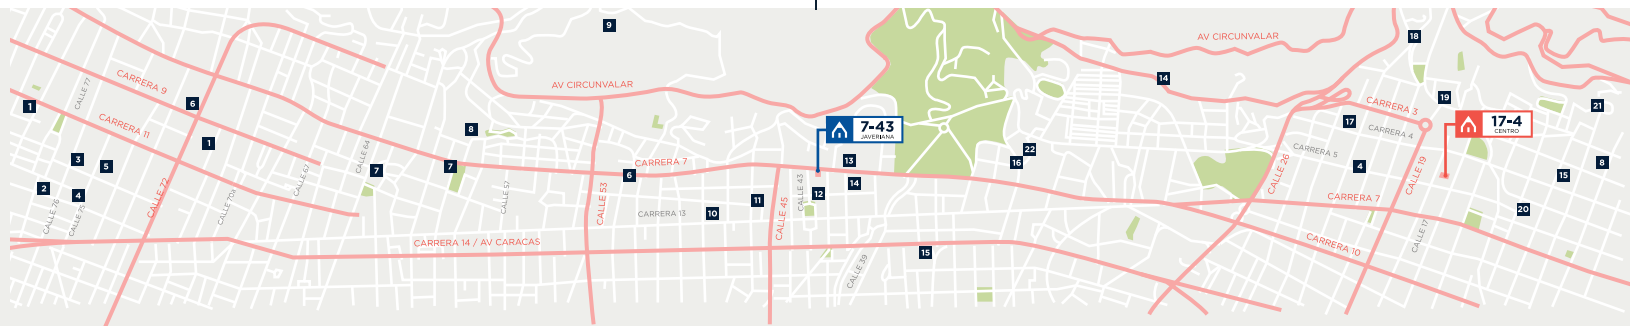 9
18
AV CIRCUNVALAR
CARRERA 9
CALLE 77
AV CIRCUNVALAR
14
1
6
CARRERA 11
19
CARRERA 3
21
8
7-43
JAVERIANA
17
CARRERA 4
17-4
CENTRO
1
3
5
CALLE 64
7
7
CARRERA 7
6
13
14
16
22
CARRERA 5
4
15
8
2
4
CALLE 76
CALLE 75
CALLE 72
CALLE 70A
CALLE 67
CALLE 57
CALLE 53
CARRERA 13
10
11
CALLE 45
CALLE 43
12
CALLE 26
CARRERA 7
CALLE 19
20
CARRERA 14 / AV CARACAS
CALLE 39
15
CARRERA 10
CALLE 17